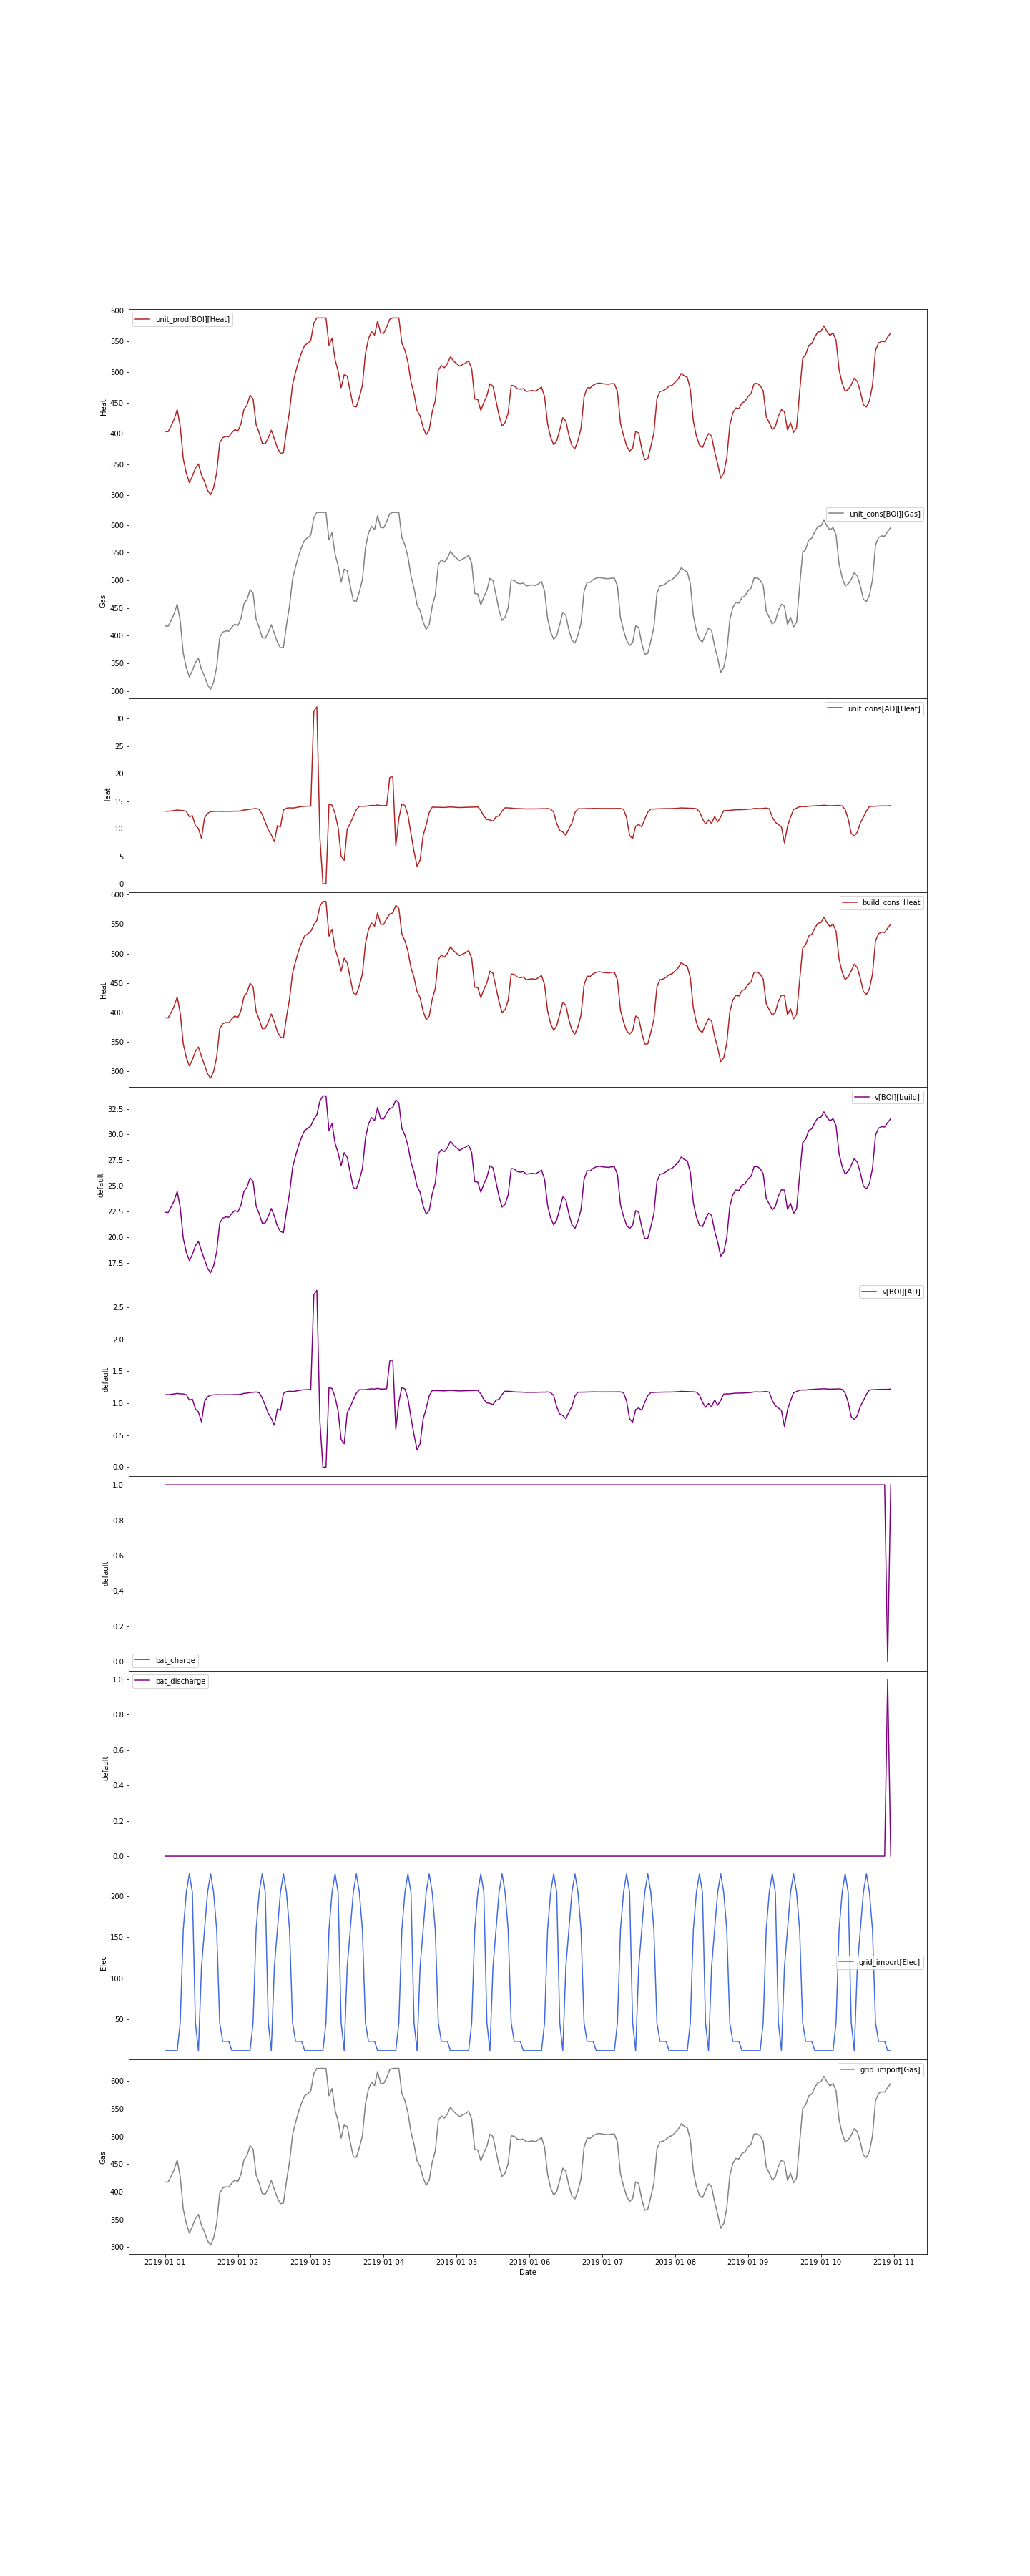 unit_prod[BOI][Heat]
Heat
600
550
500
450
400
350
300
unit_cons[BOI][Gas]
Gas
600
550
500
450
400
350
300
unit_cons[AD][Heat]
Heat
30
25
20
15
10
5
0
build_cons_Heat
Heat
600
550
500
450
400
350
300
v[BOI][build]
default
32.5
30.0
27.5
25.0
22.5
20.0
17.5
v[BOI][AD]
default
2.5
2.0
1.5
1.0
0.5
0.0
default
1.0
0.8
0.6
0.4
0.2
0.0
bat_charge
bat_discharge
default
1.0
0.8
0.6
0.4
0.2
0.0
Elec
200
150
100
50
grid_import[Elec]
grid_import[Gas]
Gas
600
550
500
450
400
350
300
2019-01-01 2019-01-02 2019-01-03 2019-01-04 2019-01-05 2019-01-06 2019-01-07 2019-01-08 2019-01-09 2019-01-10 2019-01-11
Date